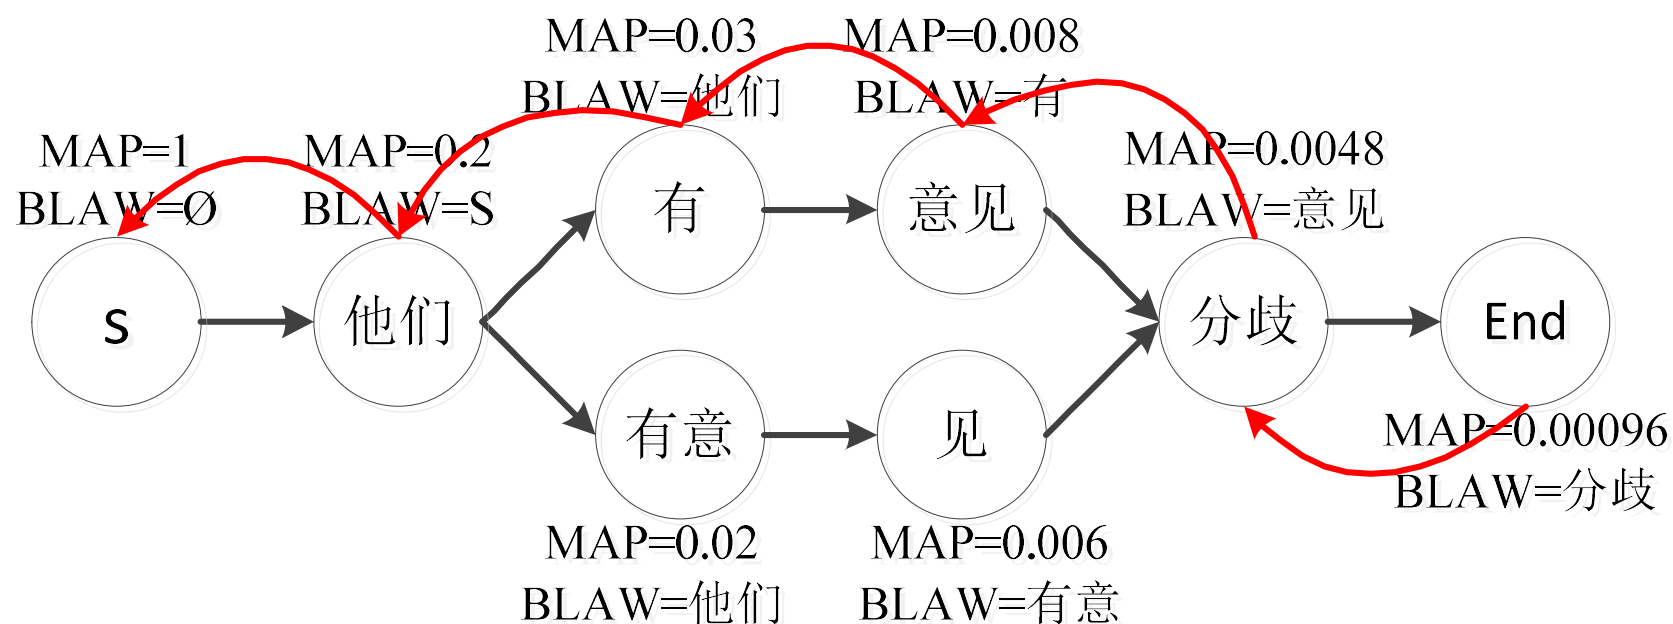 MAP=0.03
BLAW=他们
MAP=0.008
BLAW=有
MAP=1
BLAW=Ø
MAP=0.2
BLAW=S
MAP=0.0048
BLAW=意见
S
他们
有
意见
分歧
End
有意
见
MAP=0.02
BLAW=他们
MAP=0.006
BLAW=有意
MAP=0.00096
BLAW=分歧